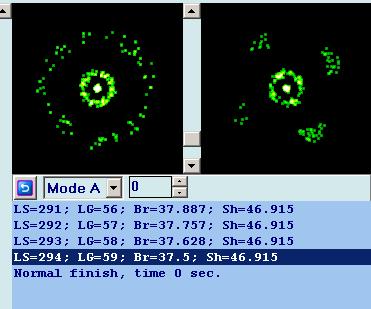 Mode A 0
LS=291; LG=56; Br=37.887; Sh=46.915
LS=292; LG=57; Br=37.757; Sh=46.915
LS=293; LG=58; Br=37.628; Sh=46.915
LS=294; LG=59; Br=37.5; Sh=46.915
Normal finish, time 0 sec.